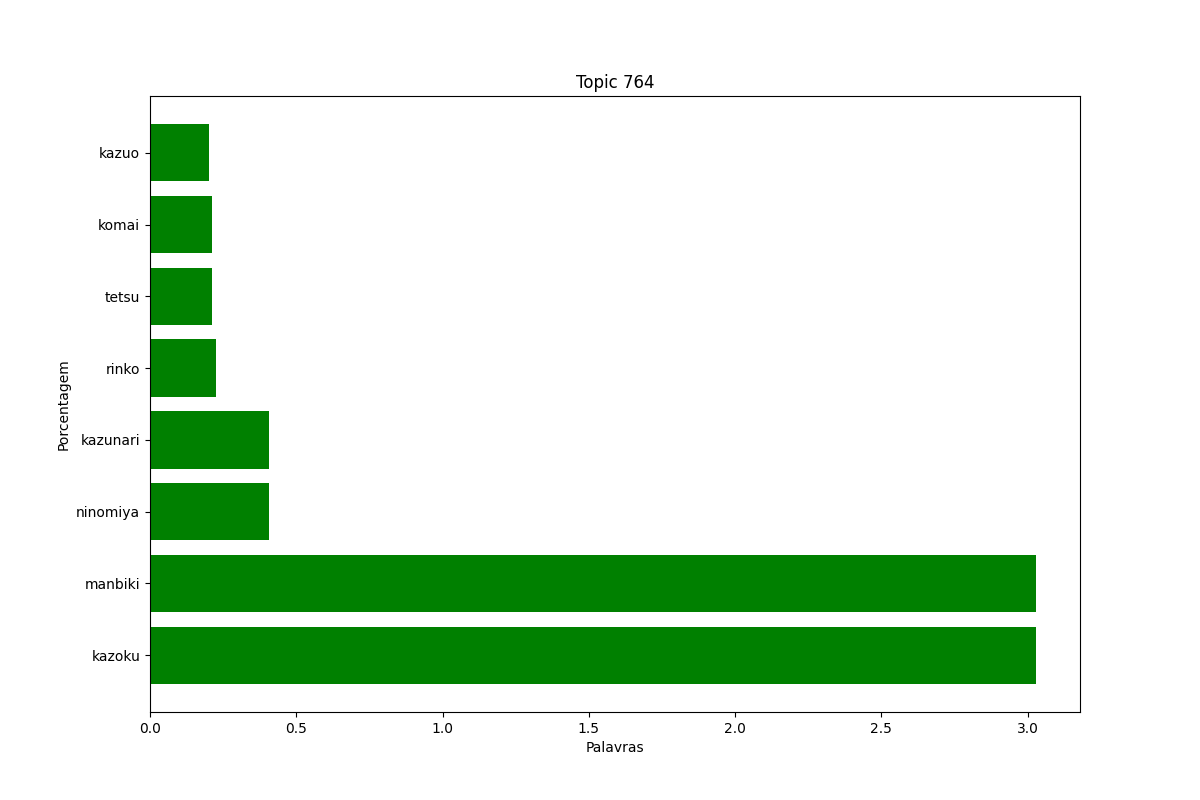 Topic 764
kazuo
komai
tetsu
rinko
kazunari
ninomiya
manbiki
kazoku
Porcentagem
0.0 0.5 1.0 1.5 2.0 2.5 3.0
Palavras